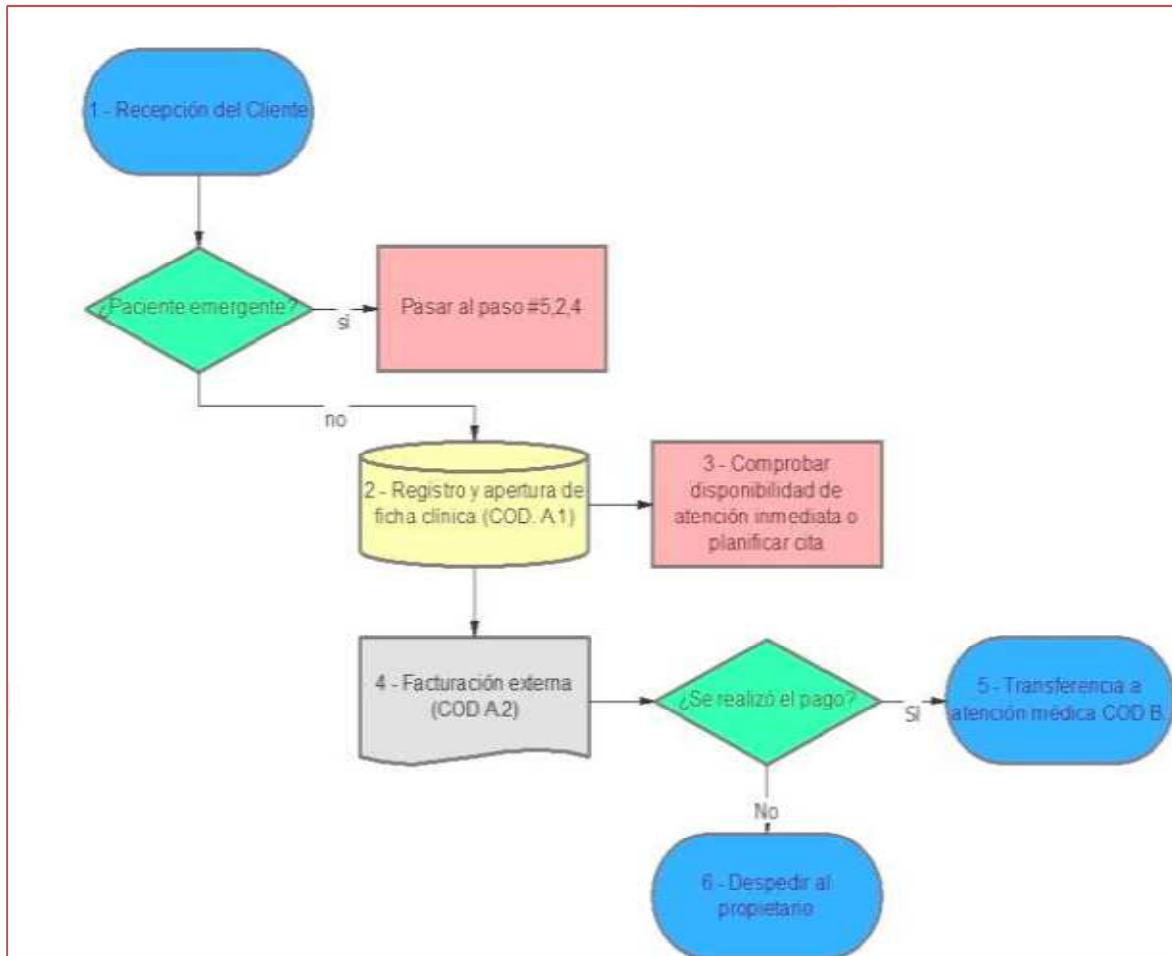 1 - Recepción del Cliente
¿Paciente emergente?
si
Pasar al paso #5,2,4
no
2 - Registro y apertura de
ficha clínica (COD. A.1)
3 - Comprobar
disponibilidad de
atención inmediata o
planificar cita
4 - Facturación externa
(COD A.2)
¿Se realizó el pago?
SI
5 - Transferencia a
atención médica COD B.
No
6 - Despedir al
propietario